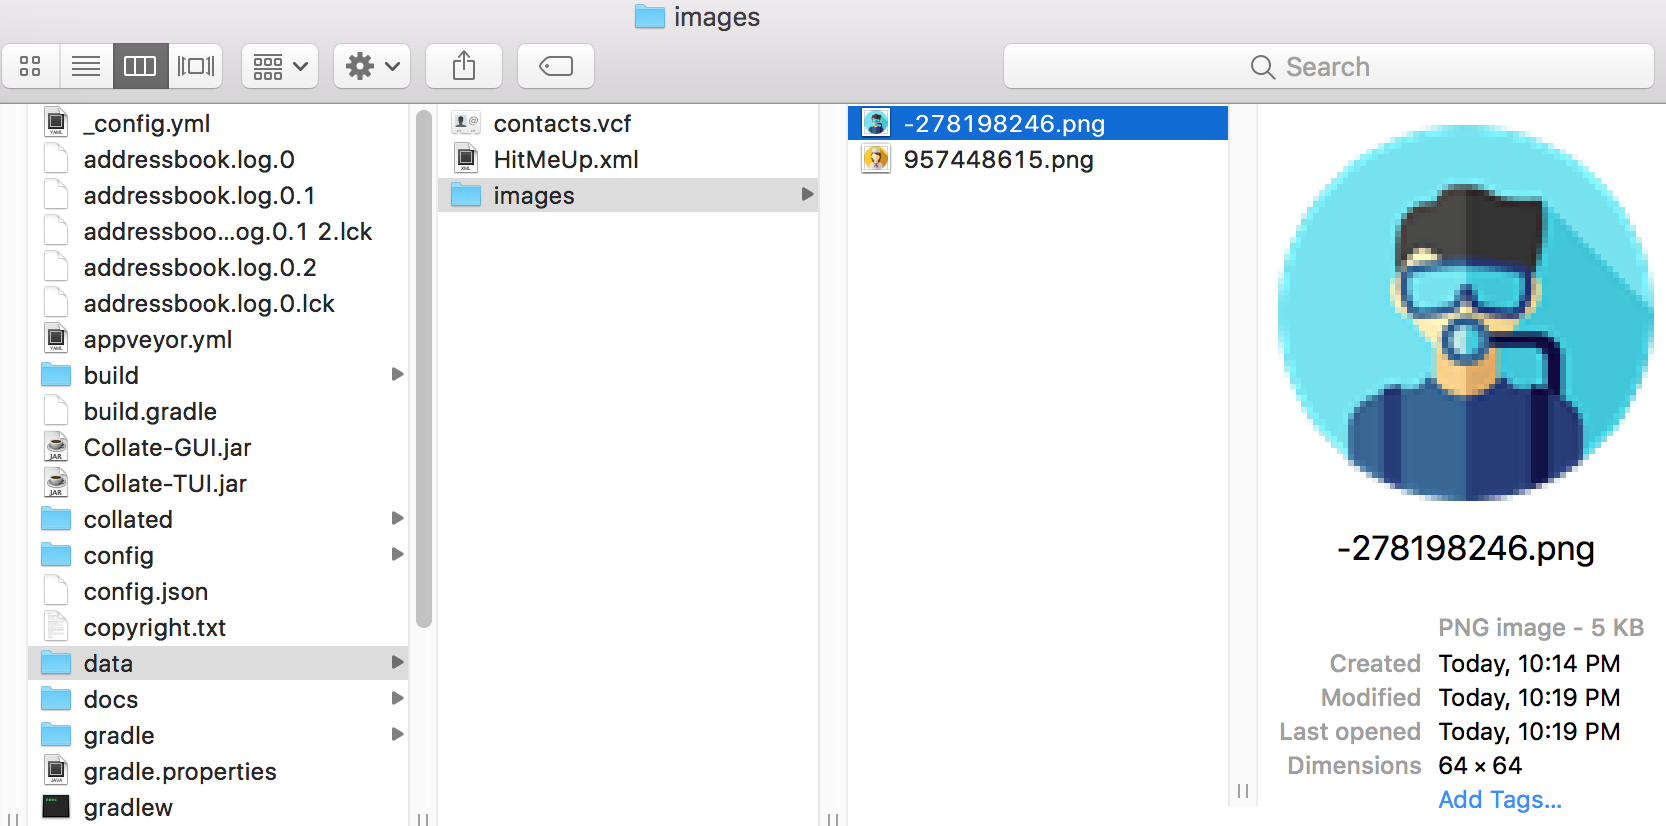 images
Search
_config.yml
addressbook.log.0
addressbook.log.0.1
addressboo...og.0.1 2.lck
addressbook.log.0.2
addressbook.log.0.lck
appveyor.yml
build
build.gradle
Collate-GUI.jar
Collate-TUI.jar
collated
config
config.json
copyright.txt
data
docs
gradle
gradle.properties
gradlew
contacts.vcf
HitMeUp.xml
images
-278198246.png
957448615.png
-278198246.png
PNG image - 5 KB
Created Today, 10:14 PM
Modified Today, 10:19 PM
Last opened Today, 10:19 PM
Dimensions 64 × 64
Add Tags...